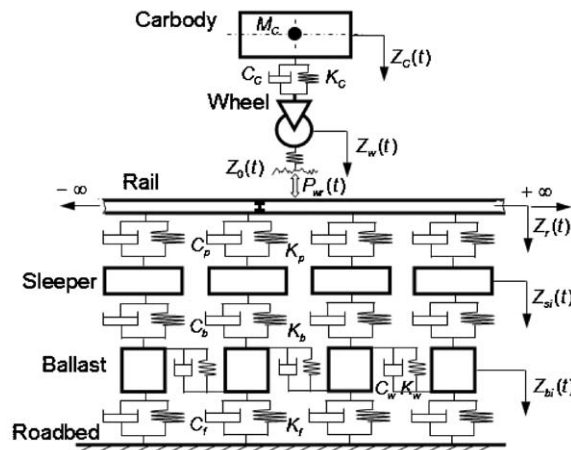 Carbody
M_C
Z_C(t)
C_C K_C
Wheel
Z_w(t)
Z_0(t)
P_wr(t)
Rail
− ∞ + ∞
Z_r(t)
C_p K_p
Sleeper
Z_si(t)
C_b K_b
Ballast
C_w K_w
Z_bi(t)
Roadbed
C_f K_f